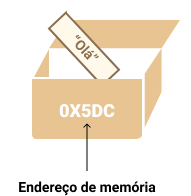 "Olá"
0X5DC
Endereço de memória